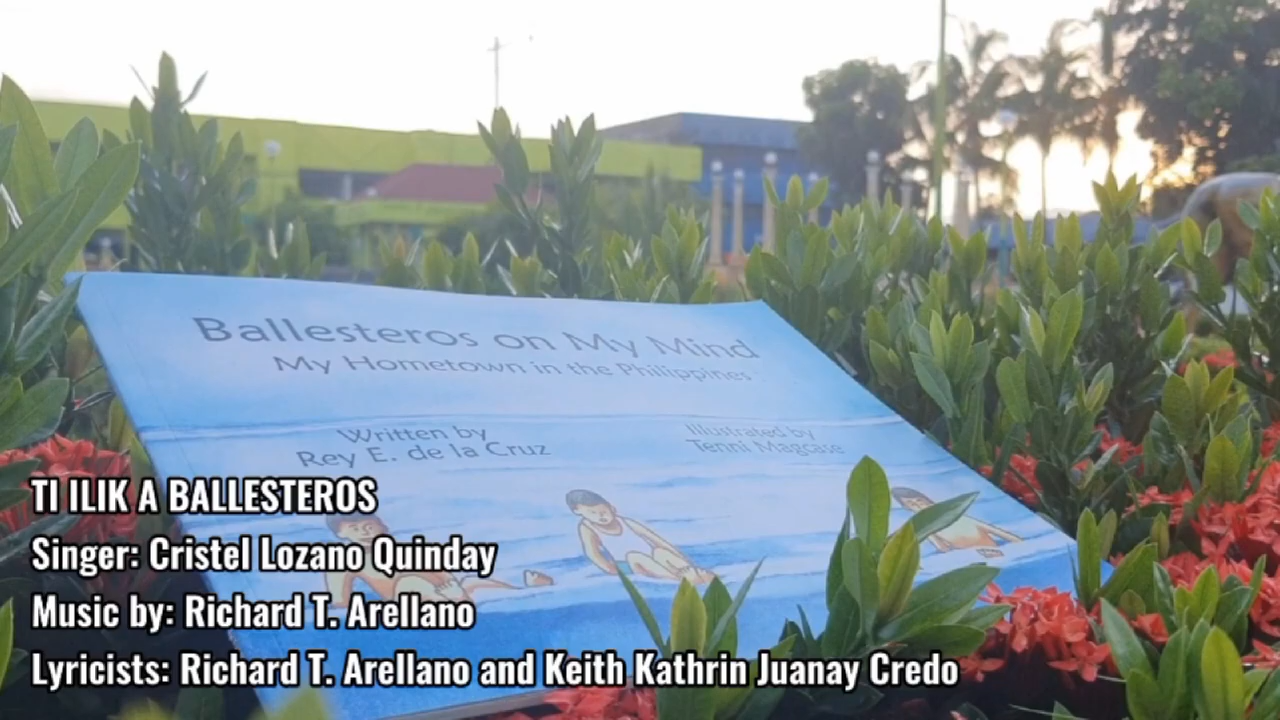 Ballesteros on My Mind
My Hometown in the Philippines
Written by
Rey E. de la Cruz
Illustrated by
Tenni Magcase
TI ILIK A BALLESTEROS
Singer: Cristel Lozano Quinday
Music by: Richard T. Arellano
Lyricists: Richard T. Arellano and Keith Kathrin Juanay Credo